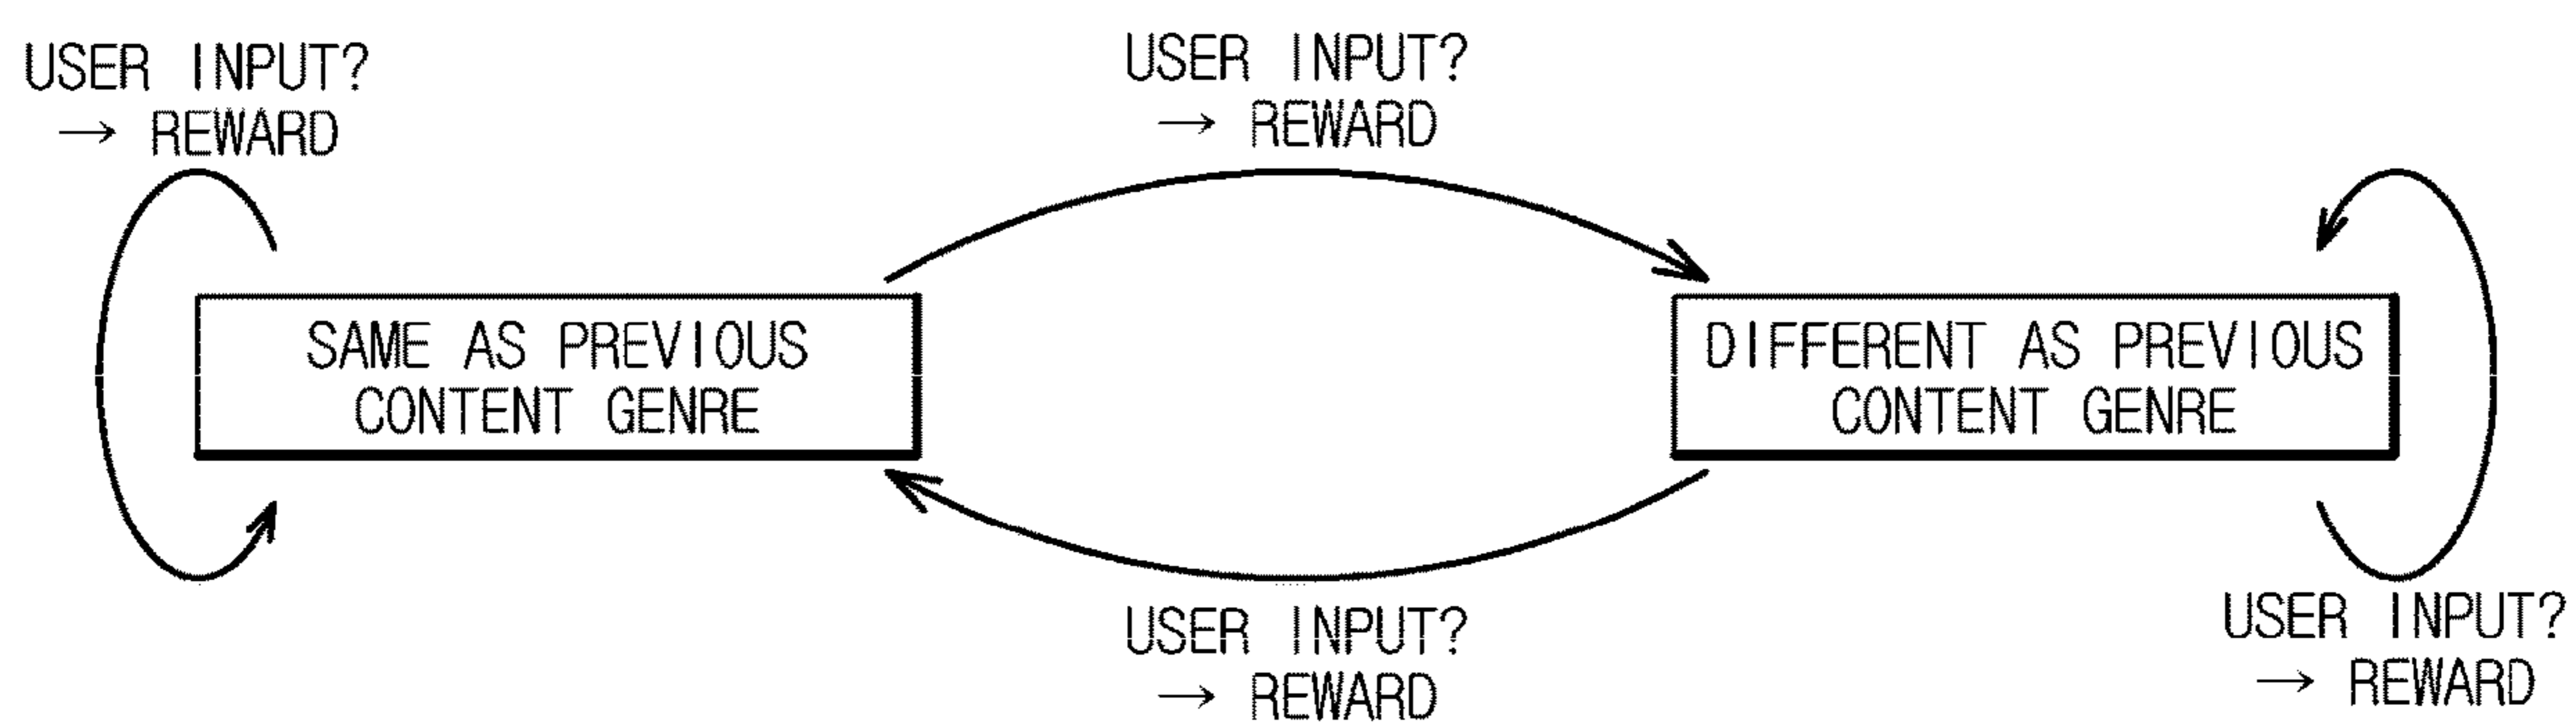 USER INPUT?
→ REWARD
USER INPUT?
→ REWARD
SAME AS PREVIOUS
CONTENT GENRE
DIFFERENT AS PREVIOUS
CONTENT GENRE
USER INPUT?
→ REWARD
USER INPUT?
→ REWARD